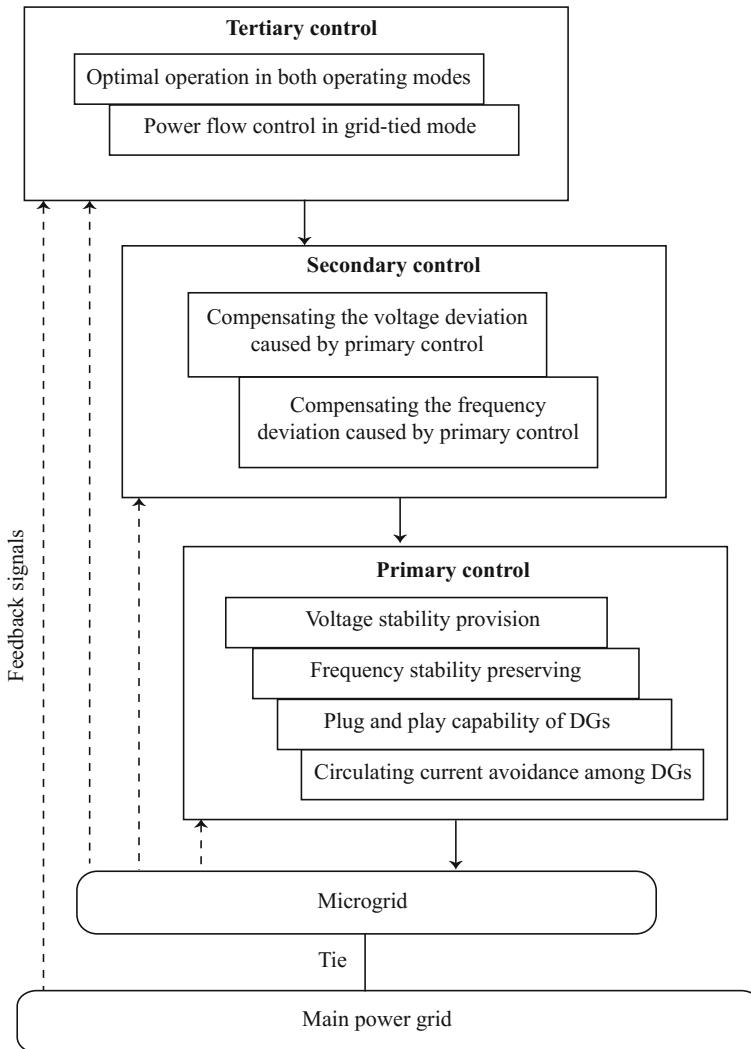 Tertiary control
Optimal operation in both operating modes
Power flow control in grid-tied mode
Secondary control
Compensating the voltage deviation
caused by primary control
Compensating the frequency
deviation caused by primary control
Feedback signals
Primary control
Voltage stability provision
Frequency stability preserving
Plug and play capability of DGs
Circulating current avoidance among DGs
Microgrid
Tie
Main power grid